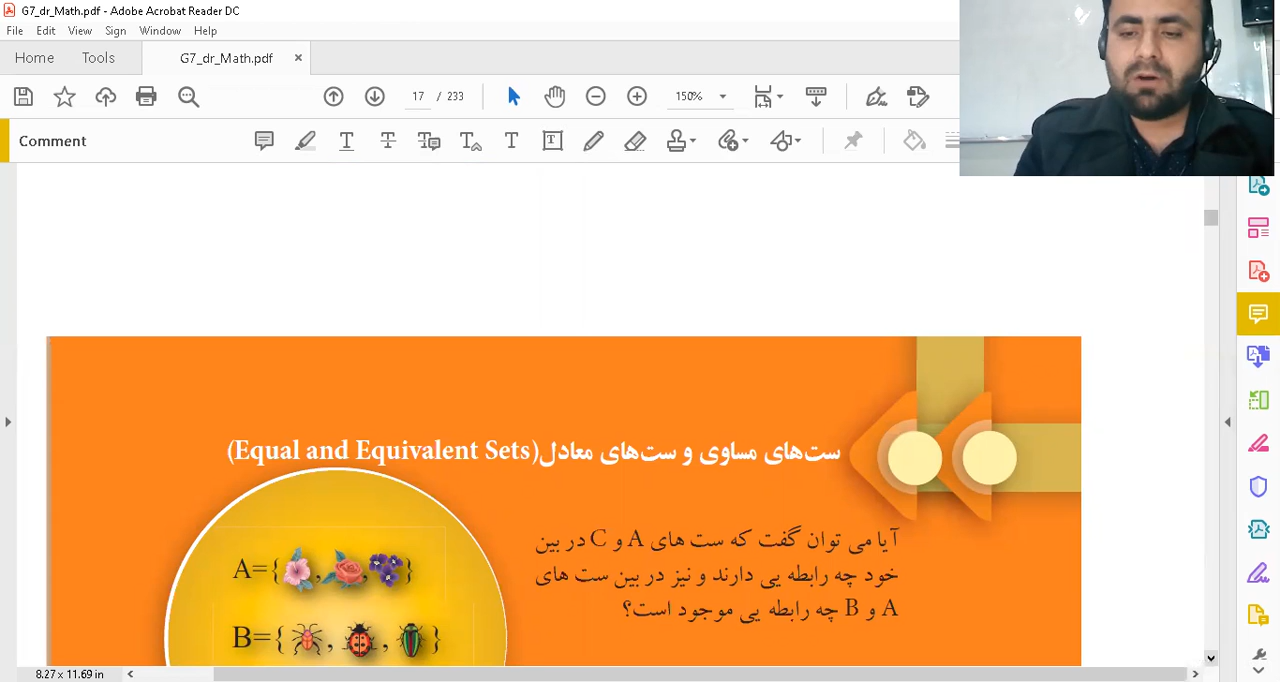 G7_dr_Math.pdf - Adobe Acrobat Reader DC
File Edit View Sign Window Help
Home Tools G7_dr_Math.pdf ×
17 / 233 150%
Comment
ست‌های مساوی و ست‌های معادل(Equal and Equivalent Sets)
آیا می توان گفت که ست های A و C در بین
خود چه رابطه یی دارند و نیز در بین ست های
A و B چه رابطه یی موجود است؟
A={ , , }
B={ , , }
8.27 x 11.69 in